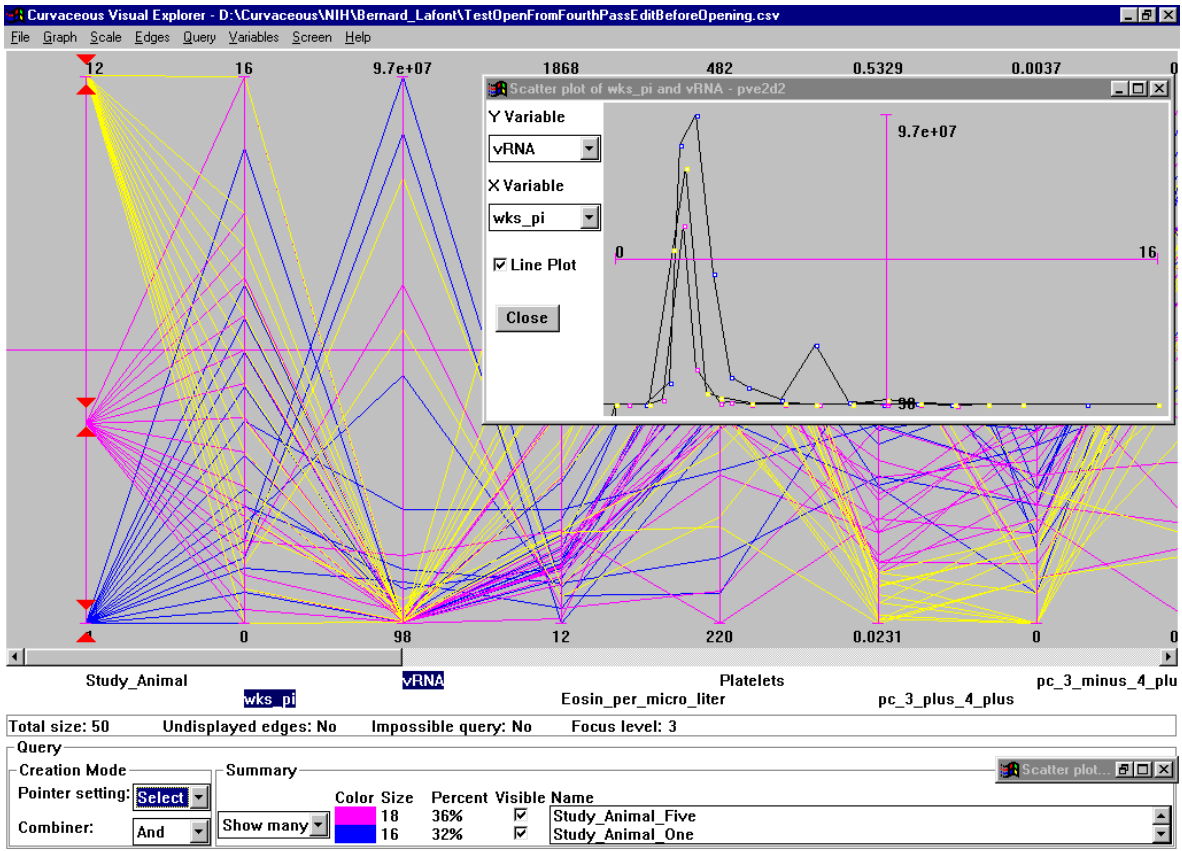 Curvaceous Visual Explorer - D:\Curvaceous\NIH\Bernard_Lafont\TestOpenFromFourthPassEditBeforeOpening.csv
File Graph Scale Edges Query Variables Screen Help
12 16 9.7e+07 1868 482 0.5329 0.0037 0
Scatter plot of wks_pi and vRNA - pve2d2
Y Variable
vRNA
X Variable
wks_pi
Line Plot
Close
9.7e+07
0 16
98
0 98 12 220 0.0231 0 0
Study_Animal vRNA Platelets pc_3_minus_4_plu
wks_pi Eosin_per_micro_liter pc_3_plus_4_plus
Total size: 50 Undisplayed edges: No Impossible query: No Focus level: 3
Query
Creation Mode Summary Scatter plot...
Pointer setting: Select
Color Size Percent Visible Name
18 36% Study_Animal_Five
Combiner: And Show many
16 32% Study_Animal_One